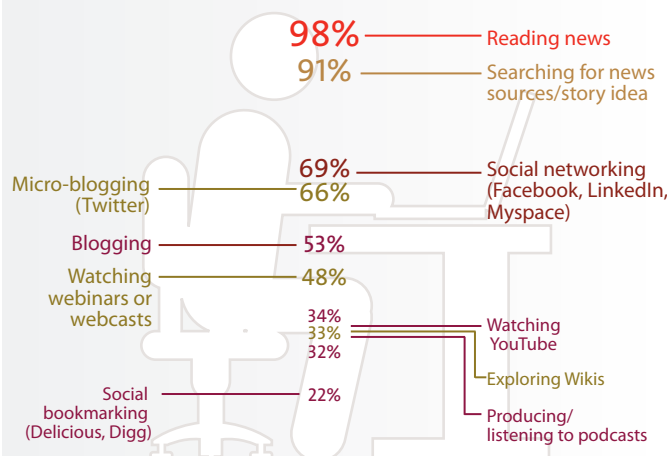 98%
Reading news
91%
Searching for news
sources/story idea
69%
Social networking
(Facebook, LinkedIn,
Myspace)
Micro-blogging
(Twitter)
66%
Blogging
53%
Watching
webinars or
webcasts
48%
34%
Watching
YouTube
33%
Exploring Wikis
32%
Producing/
listening to podcasts
Social
bookmarking
(Delicious, Digg)
22%